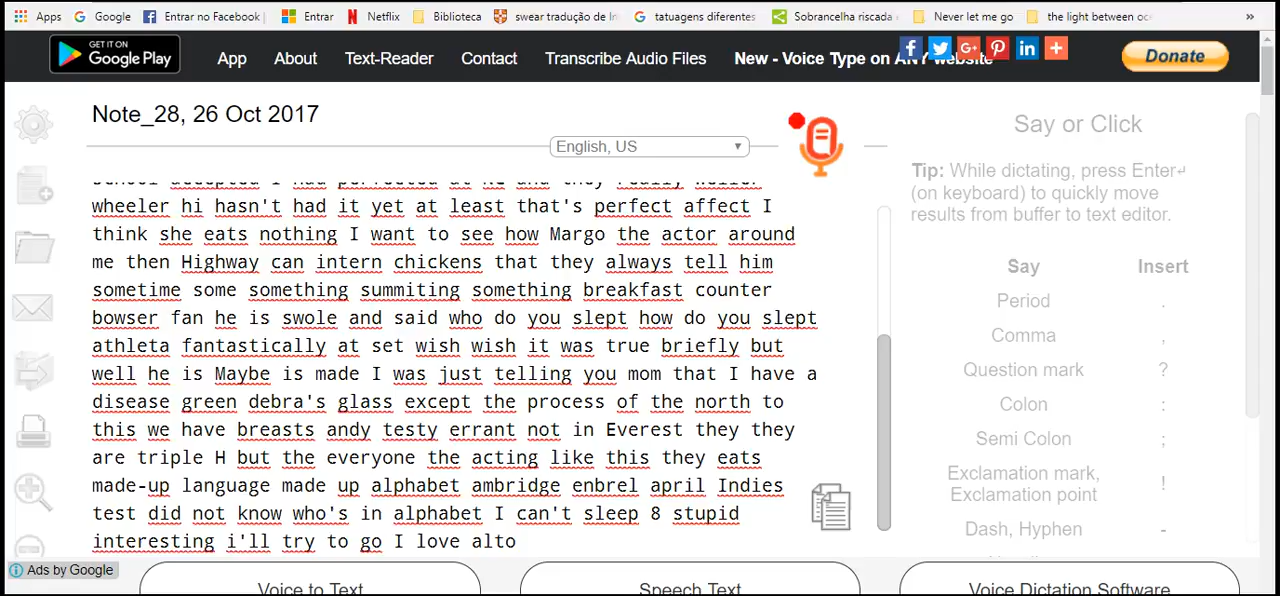 Apps Google Entrar no Facebook Entrar Netflix Biblioteca swear tradução de In tatuagens diferentes Sobrancelha riscada Never let me go the light between oce »
GET IT ON
Google Play
App About Text-Reader Contact Transcribe Audio Files New - Voice Type on ANY website Donate
Note_28, 26 Oct 2017
English, US
school accepted I had perfected at
wheeler hi hasn't had it yet at least that's perfect affect I
think she eats nothing I want to see how Margo the actor around
me then Highway can intern chickens that they always tell him
sometime some something summiting something breakfast counter
bowser fan he is swole and said who do you slept how do you slept
athleta fantastically at set wish wish it was true briefly but
well he is Maybe is made I was just telling you mom that I have a
disease green debra's glass except the process of the north to
this we have breasts andy testy errant not in Everest they they
are triple H but the everyone the acting like this they eats
made-up language made up alphabet ambridge enbrel april Indies
test did not know who's in alphabet I can't sleep 8 stupid
interesting i'll try to go I love alto
Say or Click
Tip: While dictating, press Enter↵
(on keyboard) to quickly move
results from buffer to text editor.
Say Insert
Period .
Comma ,
Question mark ?
Colon :
Semi Colon ;
Exclamation mark,
Exclamation point !
Dash, Hyphen -
Ads by Google
Voice to Text Speech Text Voice Dictation Software